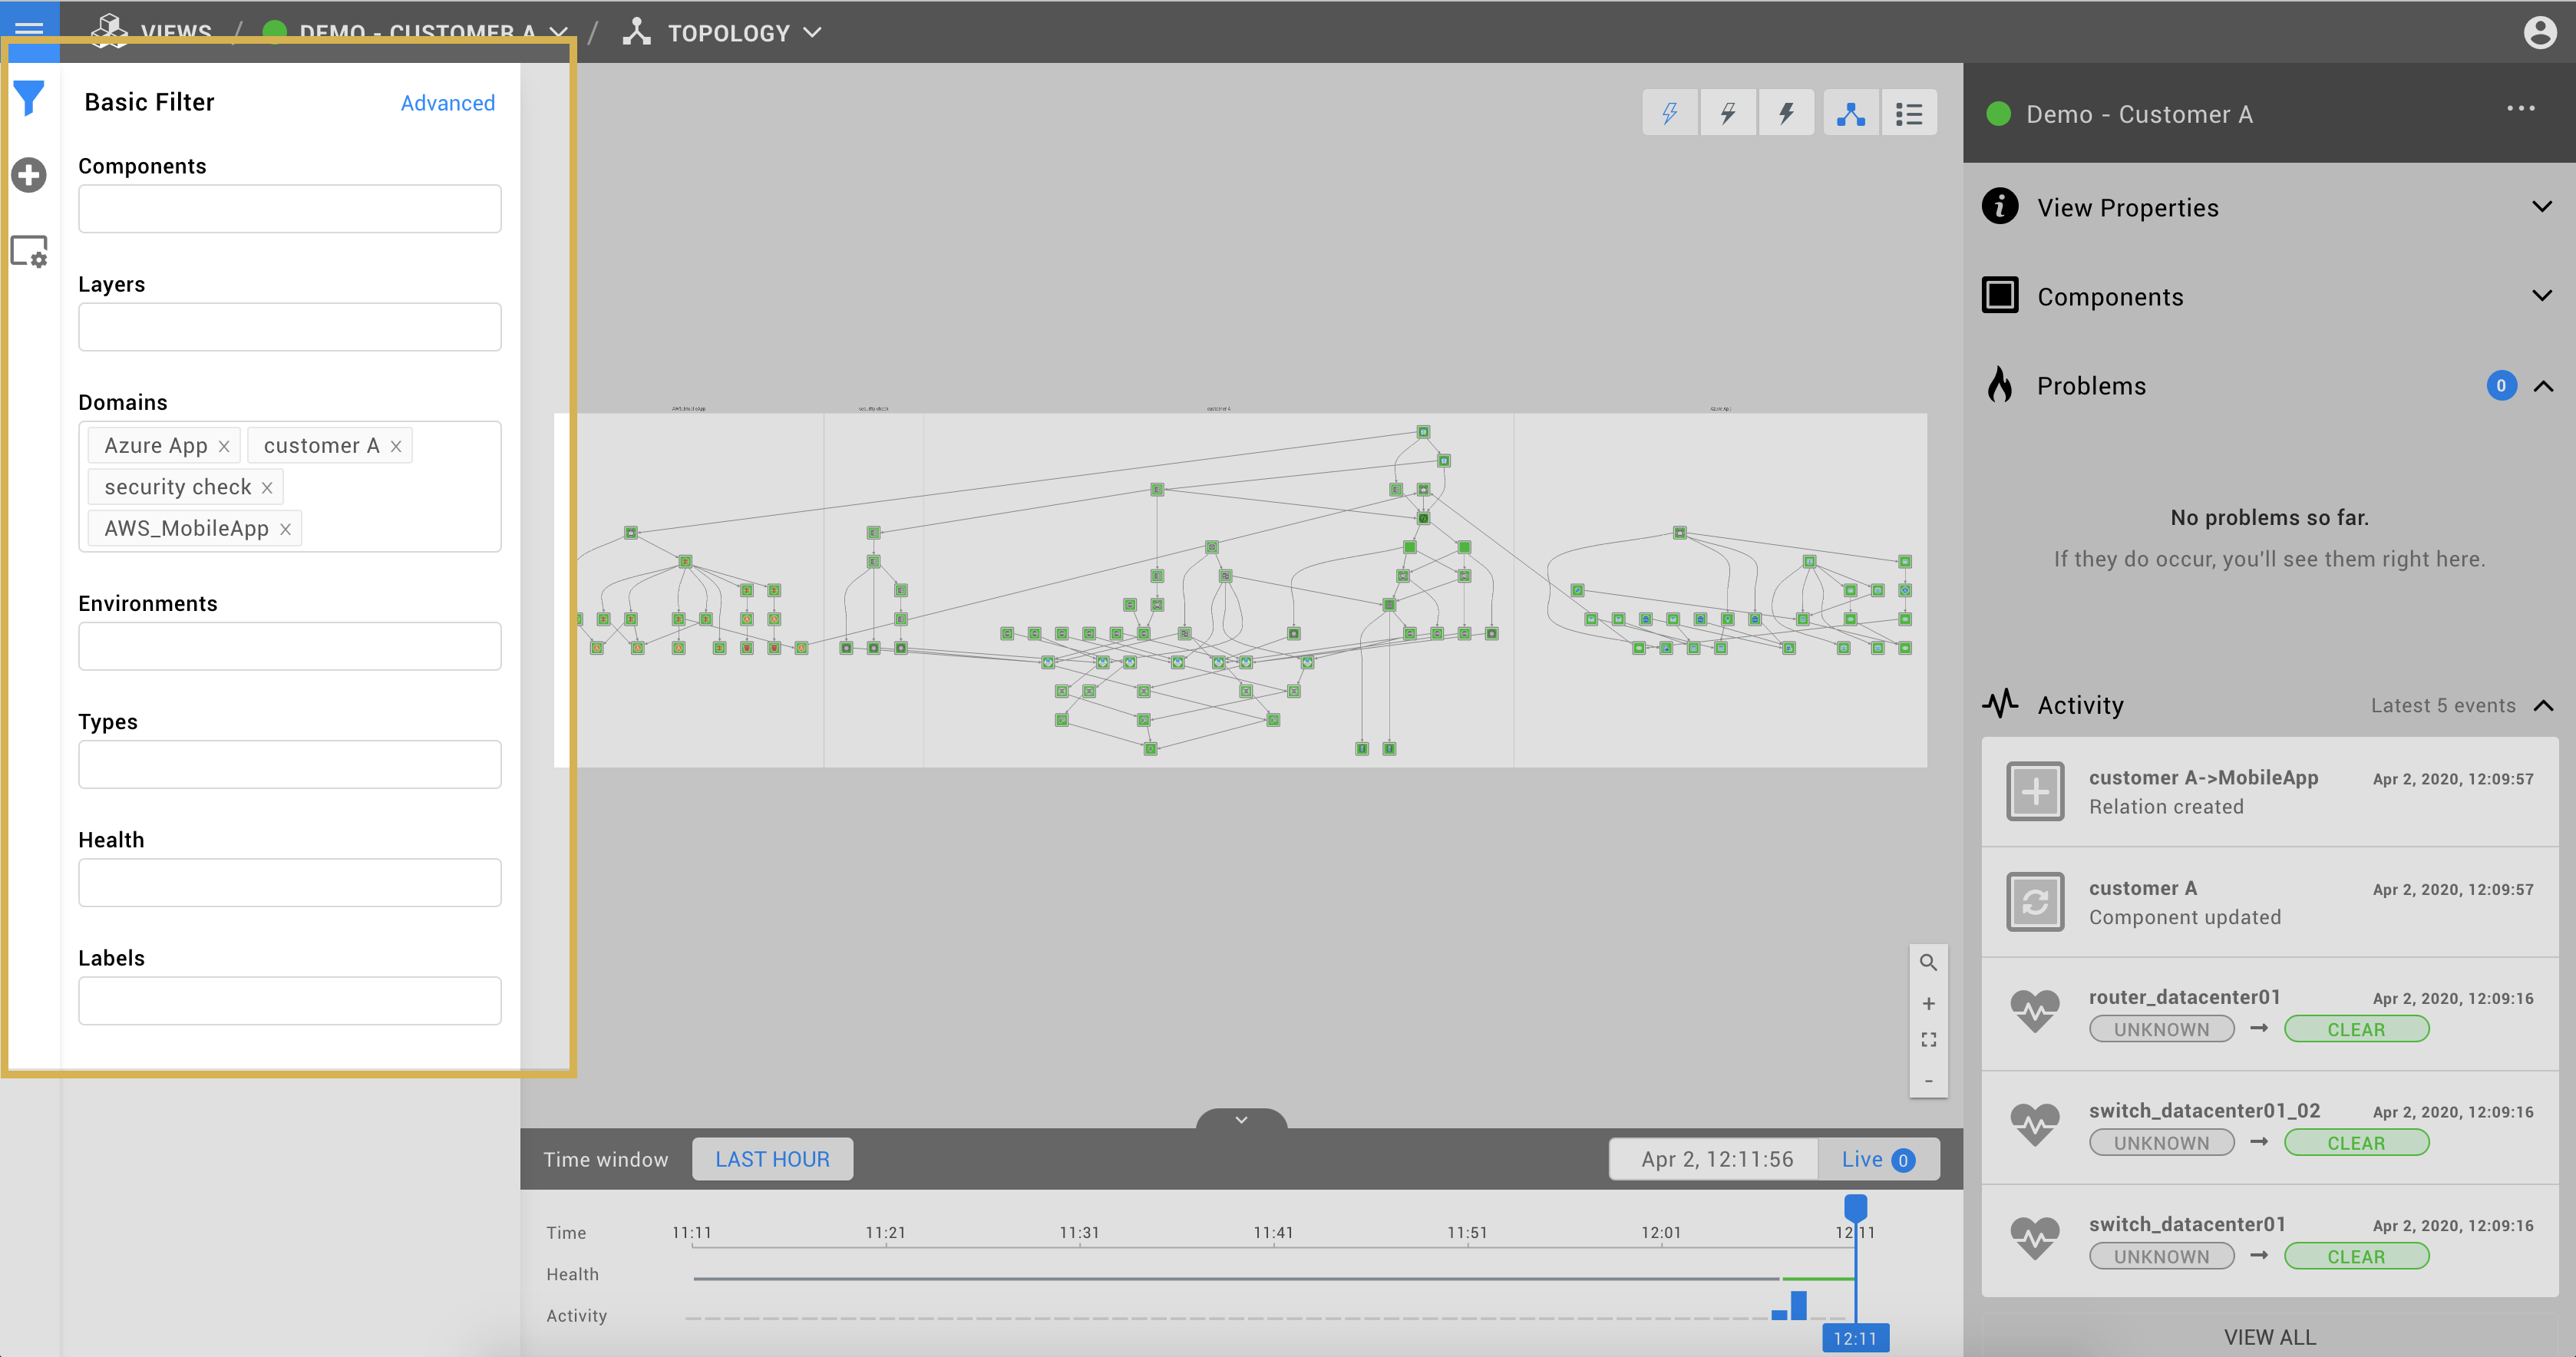 VIEWS / DEMO - CUSTOMER A / TOPOLOGY
Basic Filter
Advanced
Components
Layers
Domains
Azure App x
customer A x
security check x
AWS_MobileApp x
Environments
Types
Health
Labels
AWS_MobileApp
security check
customer A
Azure App
Demo - Customer A
View Properties
Components
Problems
0
No problems so far.
If they do occur, you'll see them right here.
Activity
Latest 5 events
customer A->MobileApp
Apr 2, 2020, 12:09:57
Relation created
customer A
Apr 2, 2020, 12:09:57
Component updated
router_datacenter01
Apr 2, 2020, 12:09:16
UNKNOWN → CLEAR
switch_datacenter01_02
Apr 2, 2020, 12:09:16
UNKNOWN → CLEAR
switch_datacenter01
Apr 2, 2020, 12:09:16
UNKNOWN → CLEAR
VIEW ALL
Time window
LAST HOUR
Apr 2, 12:11:56
Live 0
Time
11:11
11:21
11:31
11:41
11:51
12:01
12:11
Health
Activity
12:11